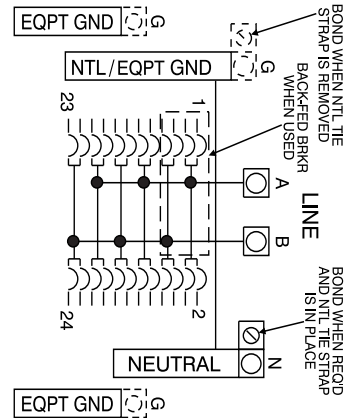 EQPT GND
G
BOND WHEN NTL TIE
STRAP IS REMOVED
NTL/EQPT GND
G
BACK-FED BRKR
WHEN USED
23
1
A
LINE
B
24
2
BOND WHEN REQ'D
AND NTL TIE STRAP
IS IN PLACE
NEUTRAL
N
EQPT GND
G